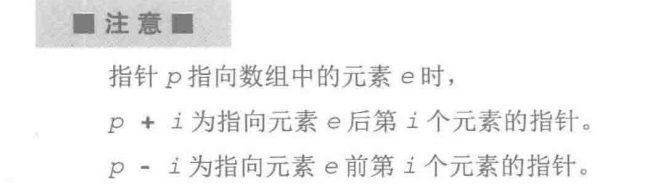 ■注意■
指针 p 指向数组中的元素 e 时,
p + i 为指向元素 e 后第 i 个元素的指针。
p - i 为指向元素 e 前第 i 个元素的指针。